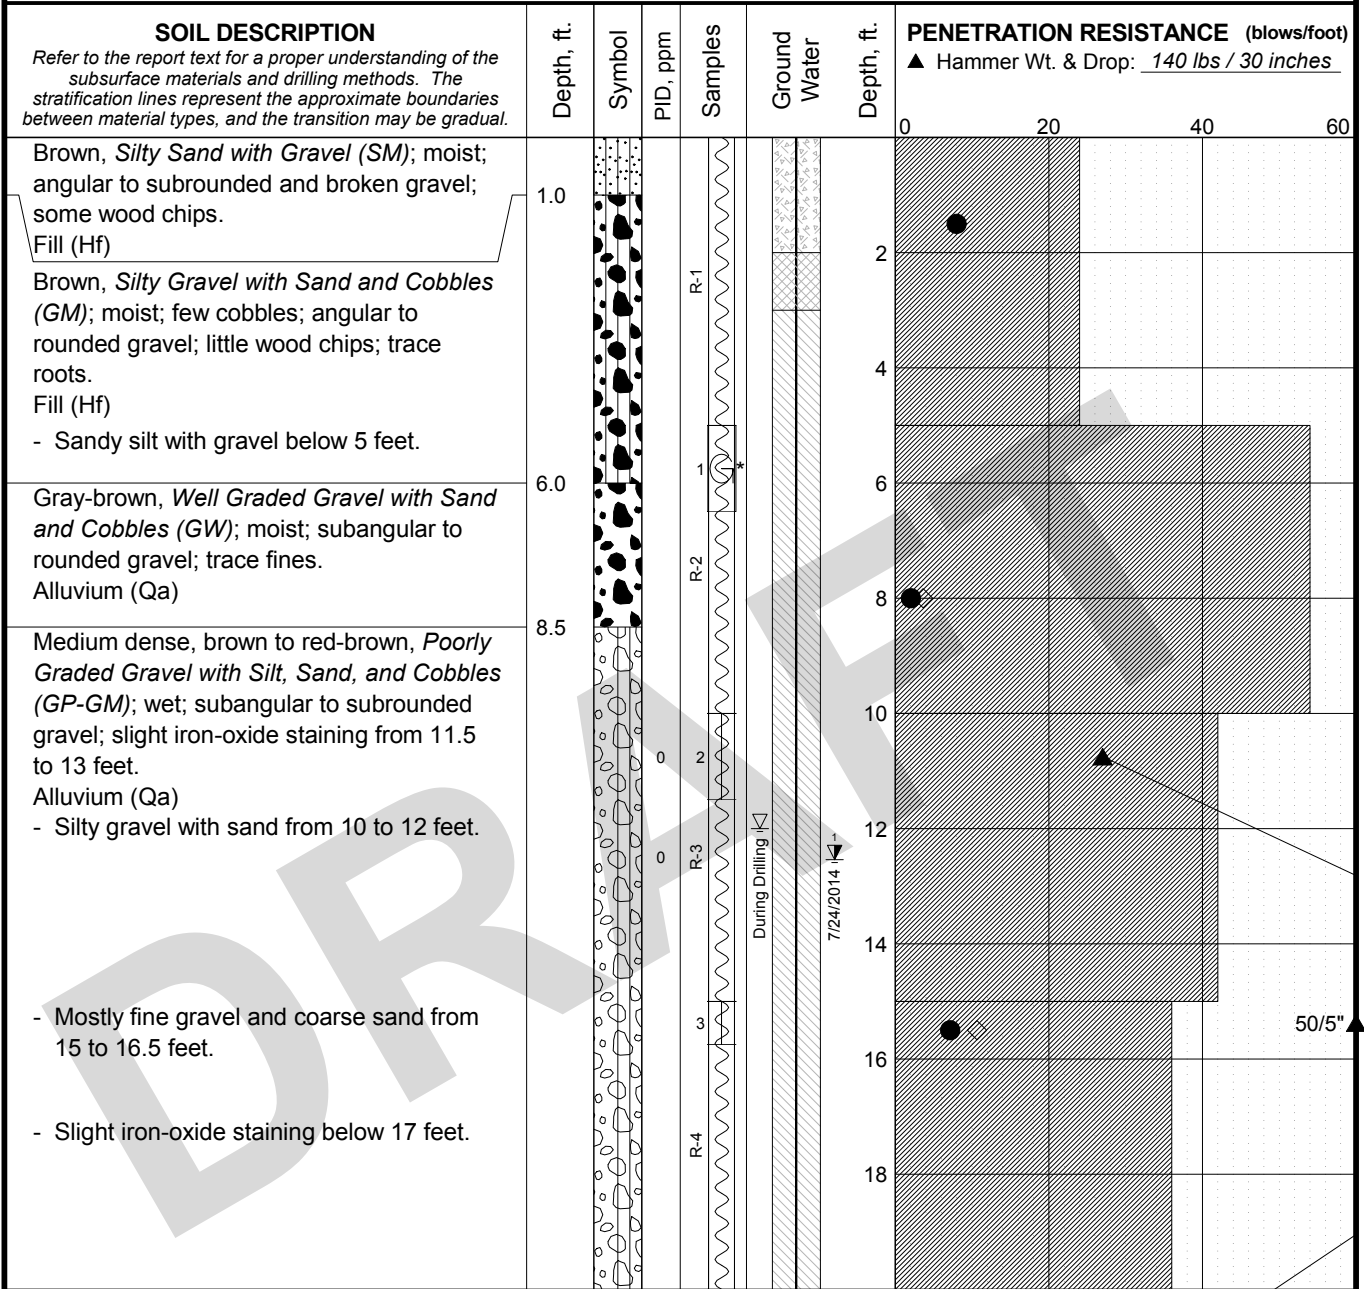 SOIL DESCRIPTION
Refer to the report text for a proper understanding of the
subsurface materials and drilling methods. The
stratification lines represent the approximate boundaries
between material types, and the transition may be gradual.
Depth, ft.
Symbol
PID, ppm
Samples
Ground
Water
Depth, ft.
PENETRATION RESISTANCE (blows/foot)
▲ Hammer Wt. & Drop: 140 lbs / 30 inches
0 20 40 60
Brown, Silty Sand with Gravel (SM); moist;
angular to subrounded and broken gravel;
some wood chips.
Fill (Hf)
1.0
Brown, Silty Gravel with Sand and Cobbles
(GM); moist; few cobbles; angular to
rounded gravel; little wood chips; trace
roots.
Fill (Hf)
- Sandy silt with gravel below 5 feet.
6.0
Gray-brown, Well Graded Gravel with Sand
and Cobbles (GW); moist; subangular to
rounded gravel; trace fines.
Alluvium (Qa)
8.5
Medium dense, brown to red-brown, Poorly
Graded Gravel with Silt, Sand, and Cobbles
(GP-GM); wet; subangular to subrounded
gravel; slight iron-oxide staining from 11.5
to 13 feet.
Alluvium (Qa)
- Silty gravel with sand from 10 to 12 feet.
- Mostly fine gravel and coarse sand from
15 to 16.5 feet.
- Slight iron-oxide staining below 17 feet.
0
0
R-1
1
*
R-2
2
R-3
3
R-4
During Drilling
1
7/24/2014
2
4
6
8
10
12
14
16
18
50/5"
DRAFT